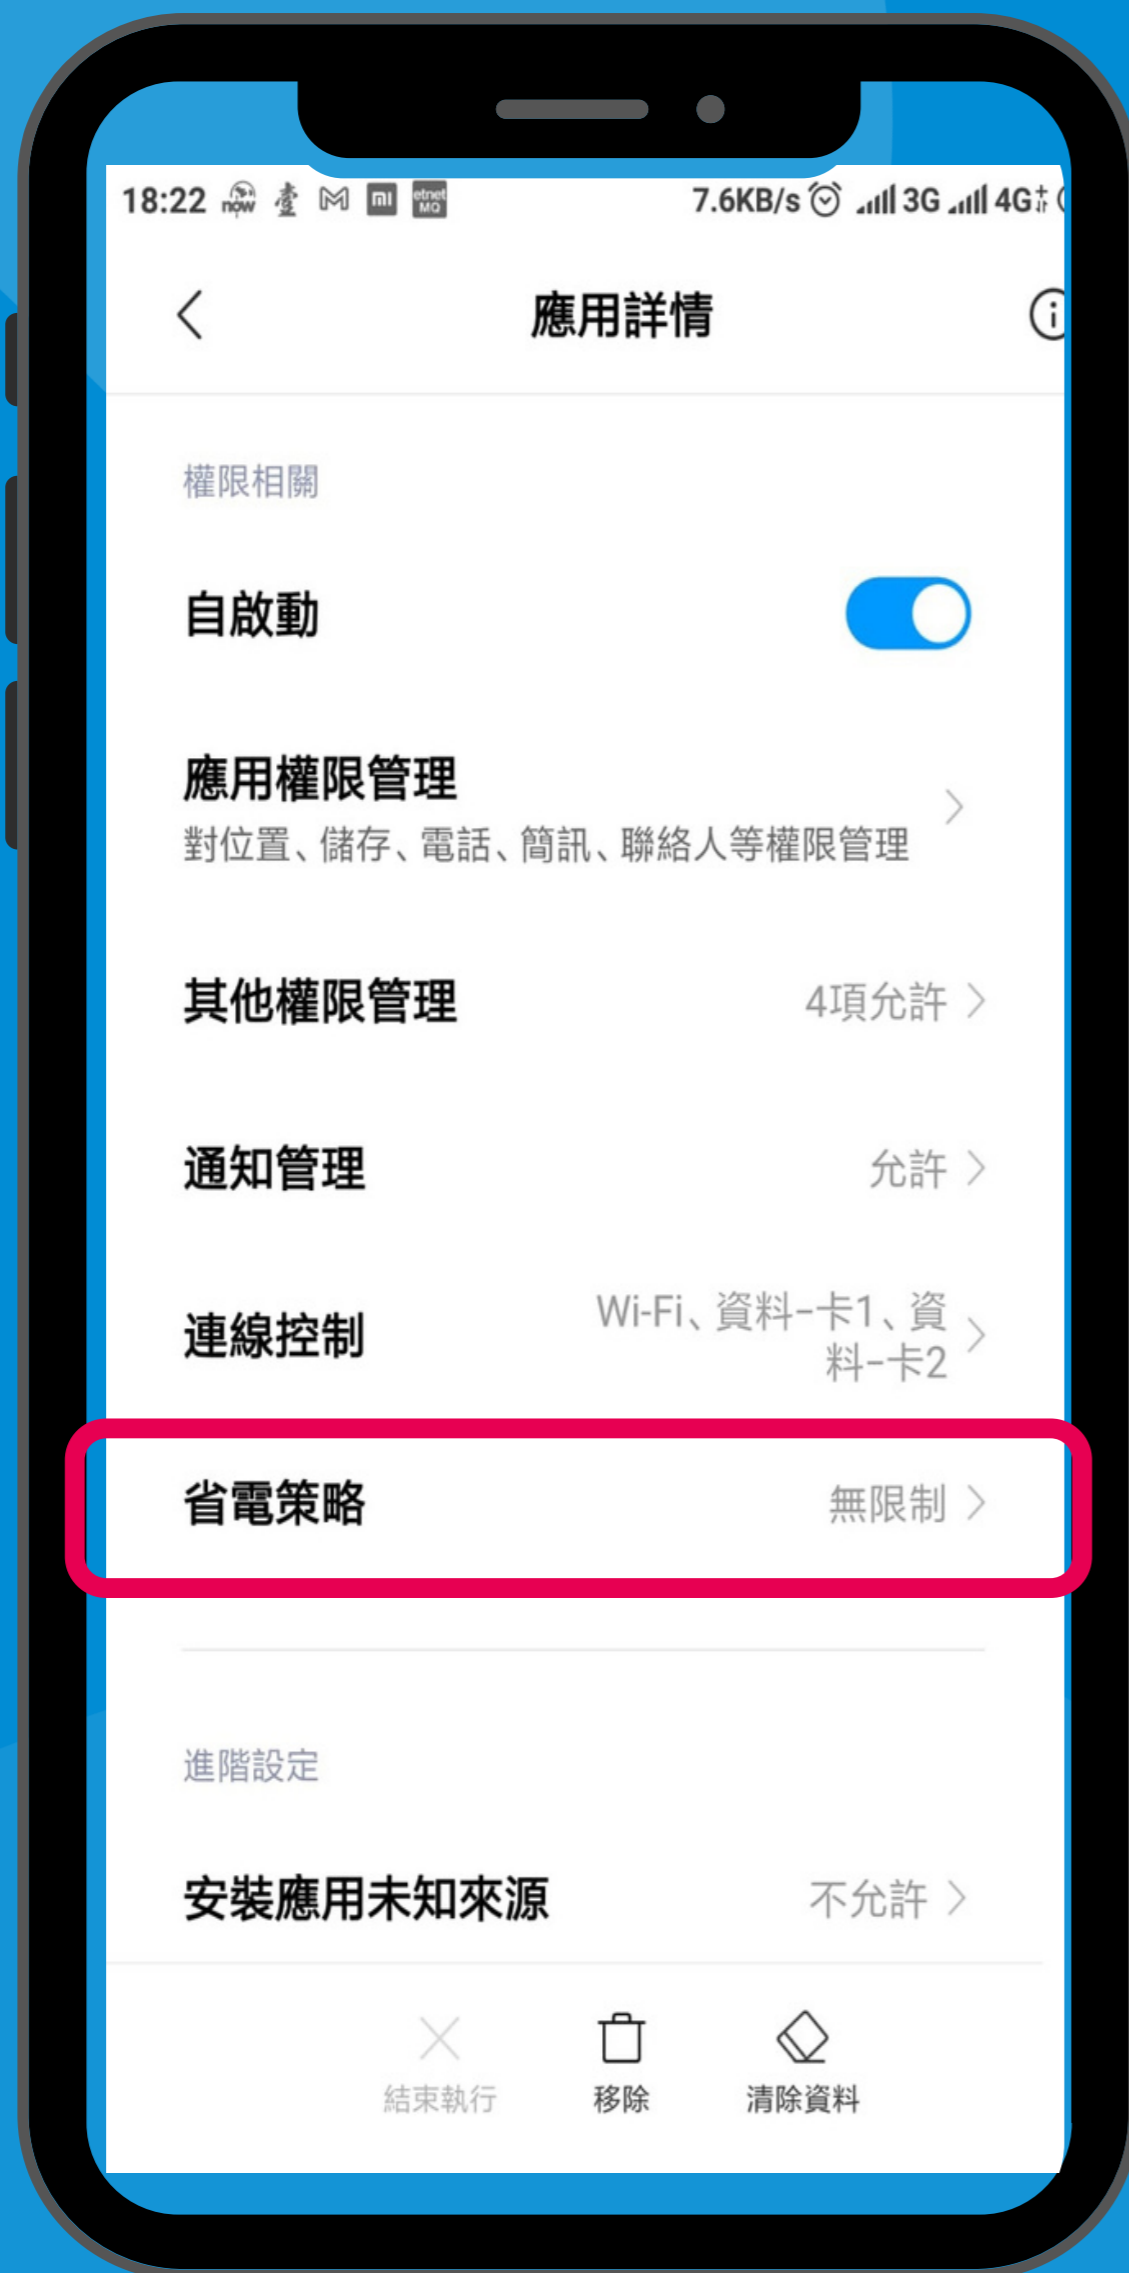 18:22 now 壹 M mi etnet MQ 7.6KB/s 3G 4G+
應用詳情
權限相關
自啟動
應用權限管理
對位置、儲存、電話、簡訊、聯絡人等權限管理
其他權限管理 4項允許
通知管理 允許
連線控制 Wi-Fi、資料-卡1、資
料-卡2
省電策略 無限制
進階設定
安裝應用未知來源 不允許
結束執行 移除 清除資料